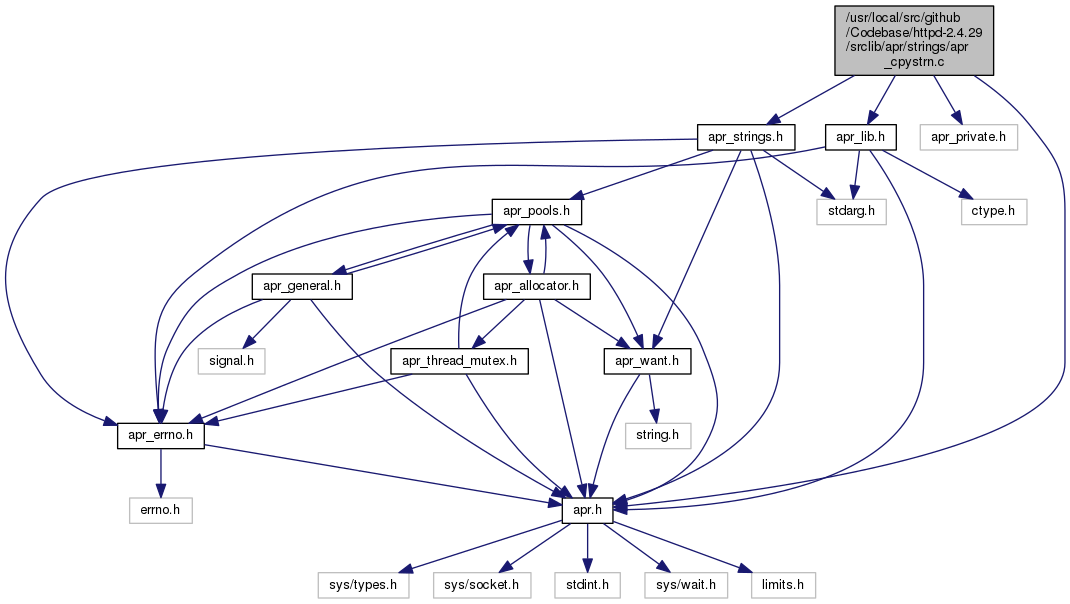 /usr/local/src/github
/Codebase/httpd-2.4.29
/srclib/apr/strings/apr
_cpystrn.c
apr_strings.h
apr_lib.h
apr_private.h
apr_pools.h
stdarg.h
ctype.h
apr_general.h
apr_allocator.h
signal.h
apr_thread_mutex.h
apr_want.h
apr_errno.h
string.h
errno.h
apr.h
sys/types.h
sys/socket.h
stdint.h
sys/wait.h
limits.h